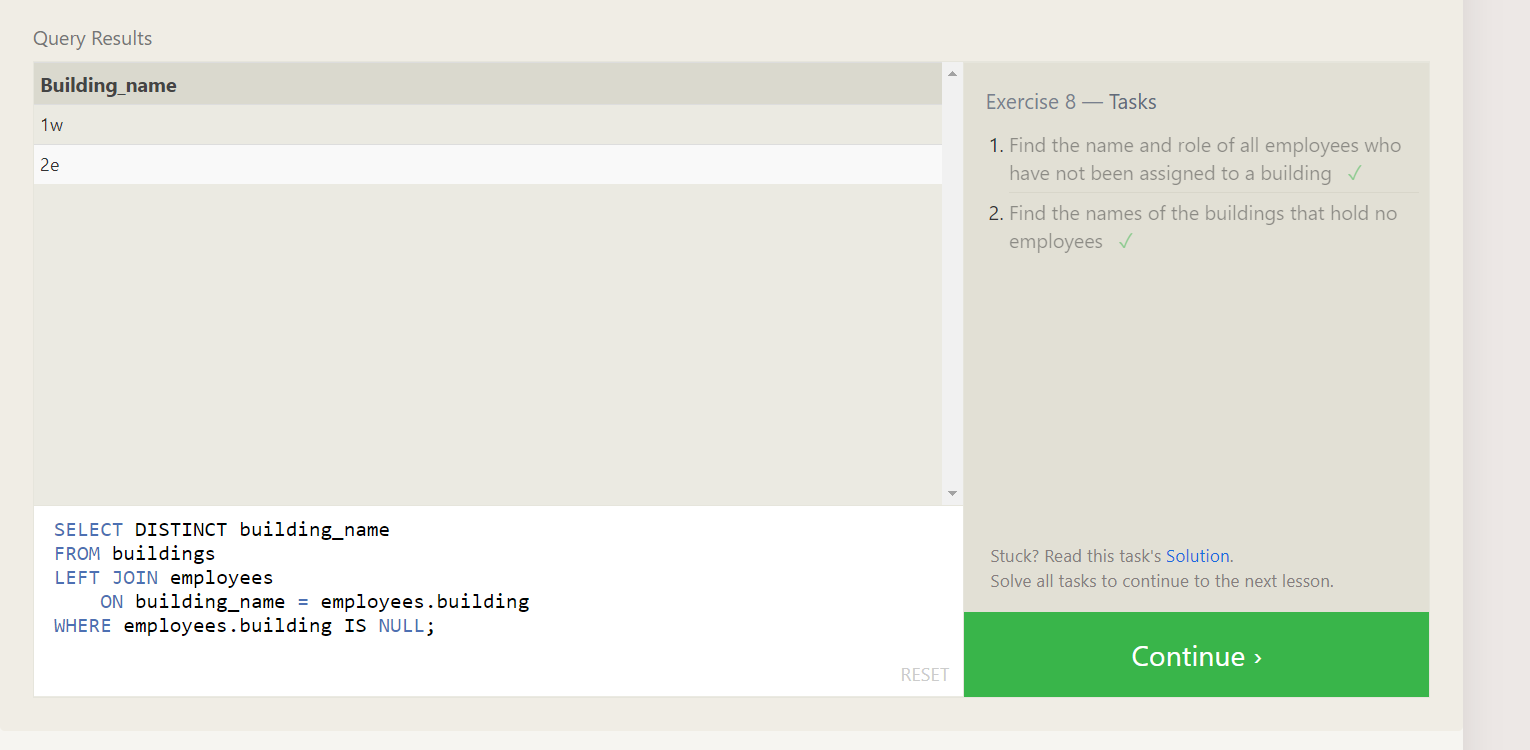 Query Results
Building_name
1w
2e
SELECT DISTINCT building_name
FROM buildings
LEFT JOIN employees
    ON building_name = employees.building
WHERE employees.building IS NULL;
RESET
Exercise 8 — Tasks
1. Find the name and role of all employees who
have not been assigned to a building ✓
2. Find the names of the buildings that hold no
employees ✓
Stuck? Read this task's Solution.
Solve all tasks to continue to the next lesson.
Continue ›